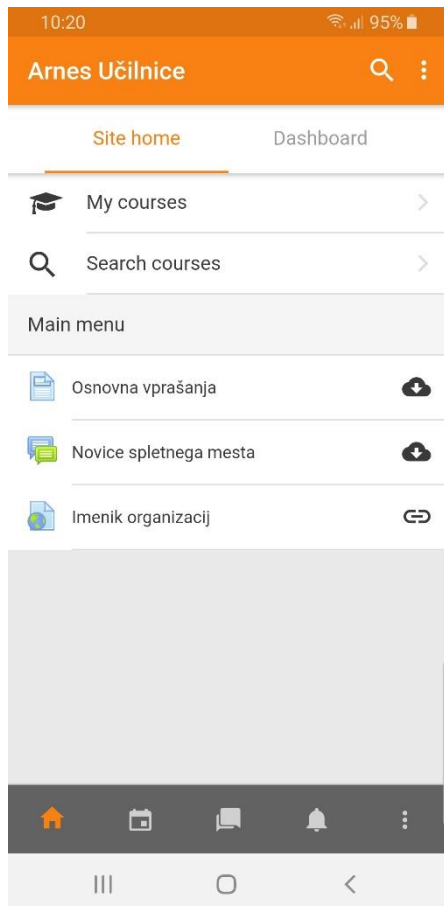 10:20
95%
Arnes Učilnice
Site home
Dashboard
My courses
Search courses
Main menu
Osnovna vprašanja
Novice spletnega mesta
Imenik organizacij